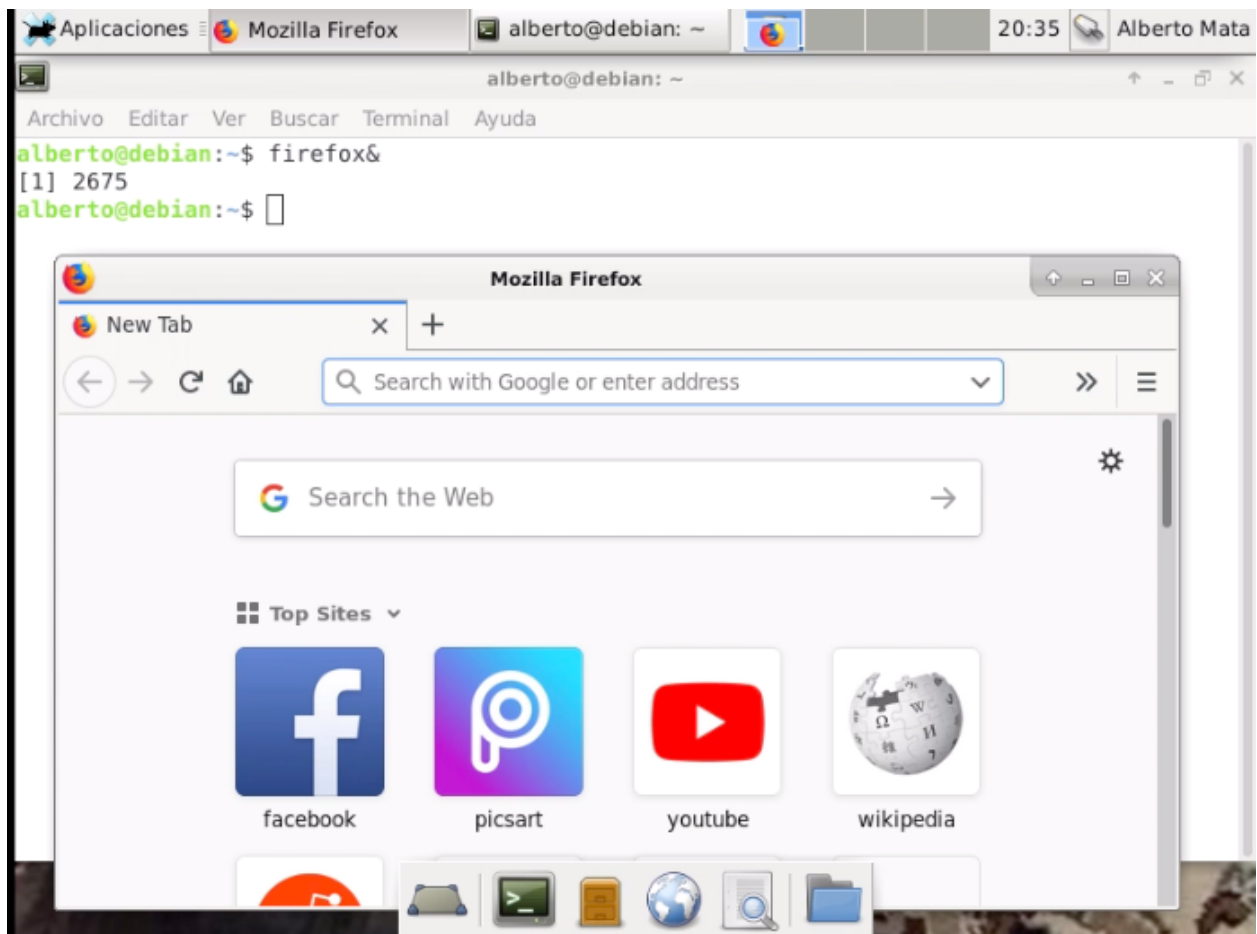 Aplicaciones Mozilla Firefox alberto@debian: ~ 20:35 Alberto Mata
alberto@debian: ~
Archivo Editar Ver Buscar Terminal Ayuda
alberto@debian:~$ firefox&
[1] 2675
alberto@debian:~$
Mozilla Firefox
New Tab
Search with Google or enter address
Search the Web
Top Sites
facebook picsart youtube wikipedia